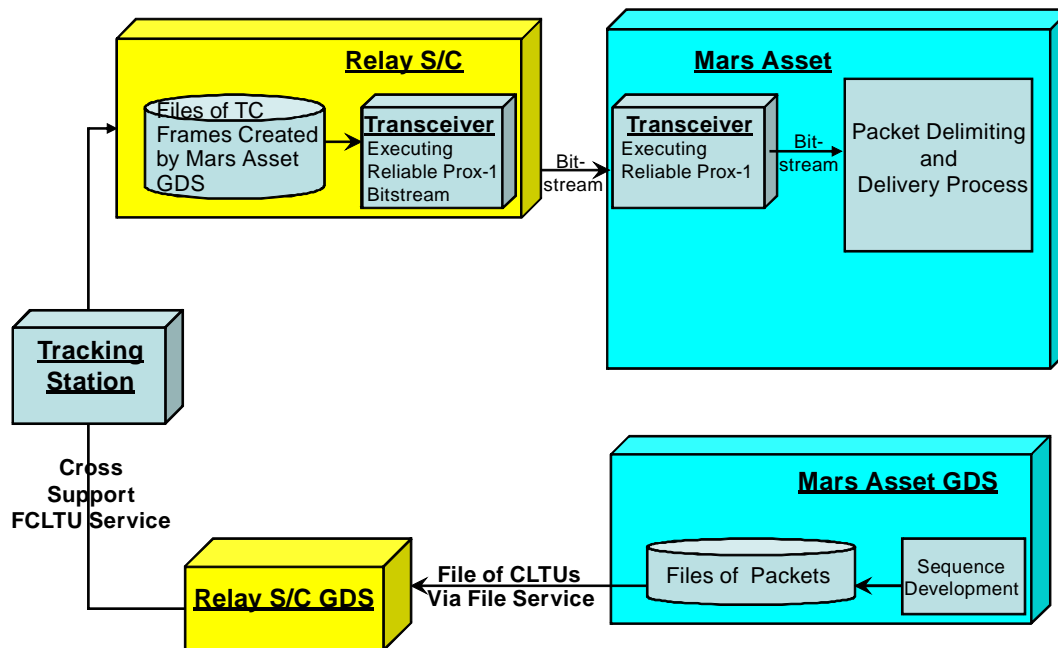 Relay S/C
Files of TC
Frames Created
by Mars Asset
GDS
Transceiver
Executing
Reliable Prox-1
Bitstream
Bit-
stream
Mars Asset
Transceiver
Executing
Reliable Prox-1
Bit-
stream
Packet Delimiting
and
Delivery Process
Tracking
Station
Cross
Support
FCLTU Service
Relay S/C GDS
File of CLTUs
Via File Service
Mars Asset GDS
Files of Packets
Sequence
Development